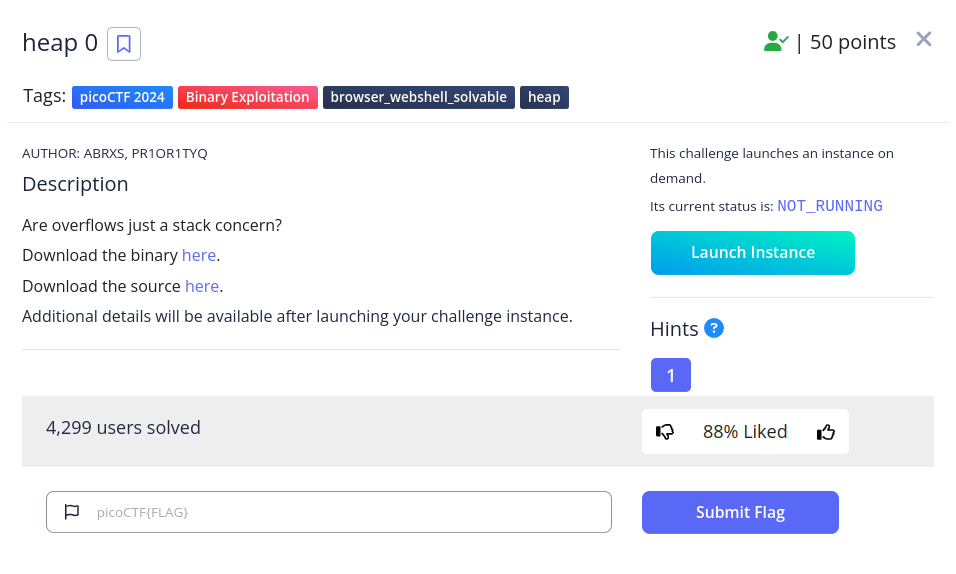 heap 0
| 50 points
Tags: picoCTF 2024 Binary Exploitation browser_webshell_solvable heap
AUTHOR: ABRXS, PR1OR1TYQ
Description
Are overflows just a stack concern?
Download the binary here.
Download the source here.
Additional details will be available after launching your challenge instance.
This challenge launches an instance on
demand.
Its current status is: NOT_RUNNING
Launch Instance
Hints ?
1
4,299 users solved
88% Liked
picoCTF{FLAG}
Submit Flag